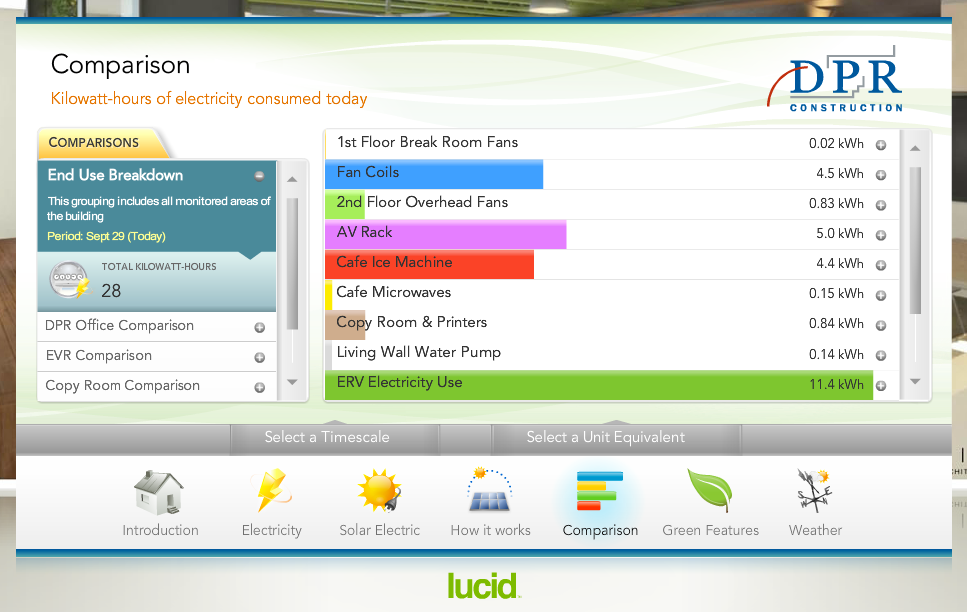 Comparison
Kilowatt-hours of electricity consumed today
DPR
CONSTRUCTION
COMPARISONS
End Use Breakdown
This grouping includes all monitored areas of
the building
Period: Sept 29 (Today)
TOTAL KILOWATT-HOURS
28
DPR Office Comparison
EVR Comparison
Copy Room Comparison
1st Floor Break Room Fans 0.02 kWh
Fan Coils 4.5 kWh
2nd Floor Overhead Fans 0.83 kWh
AV Rack 5.0 kWh
Cafe Ice Machine 4.4 kWh
Cafe Microwaves 0.15 kWh
Copy Room & Printers 0.84 kWh
Living Wall Water Pump 0.14 kWh
ERV Electricity Use 11.4 kWh
Select a Timescale
Select a Unit Equivalent
Introduction
Electricity
Solar Electric
How it works
Comparison
Green Features
Weather
lucid